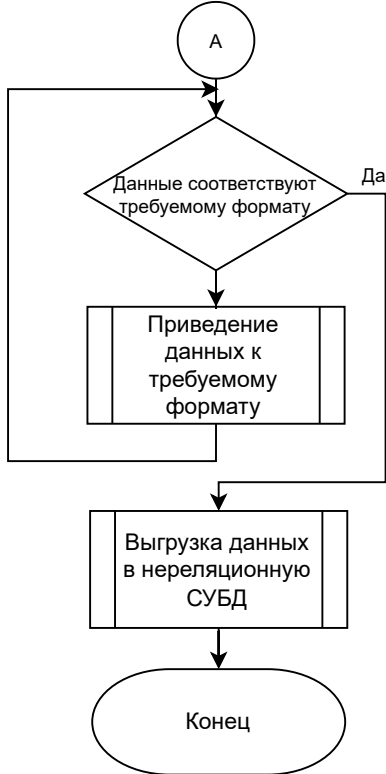 А
Данные соответствуют
требуемому формату
Да
Приведение
данных к
требуемому
формату
Выгрузка данных
в нереляционную
СУБД
Конец